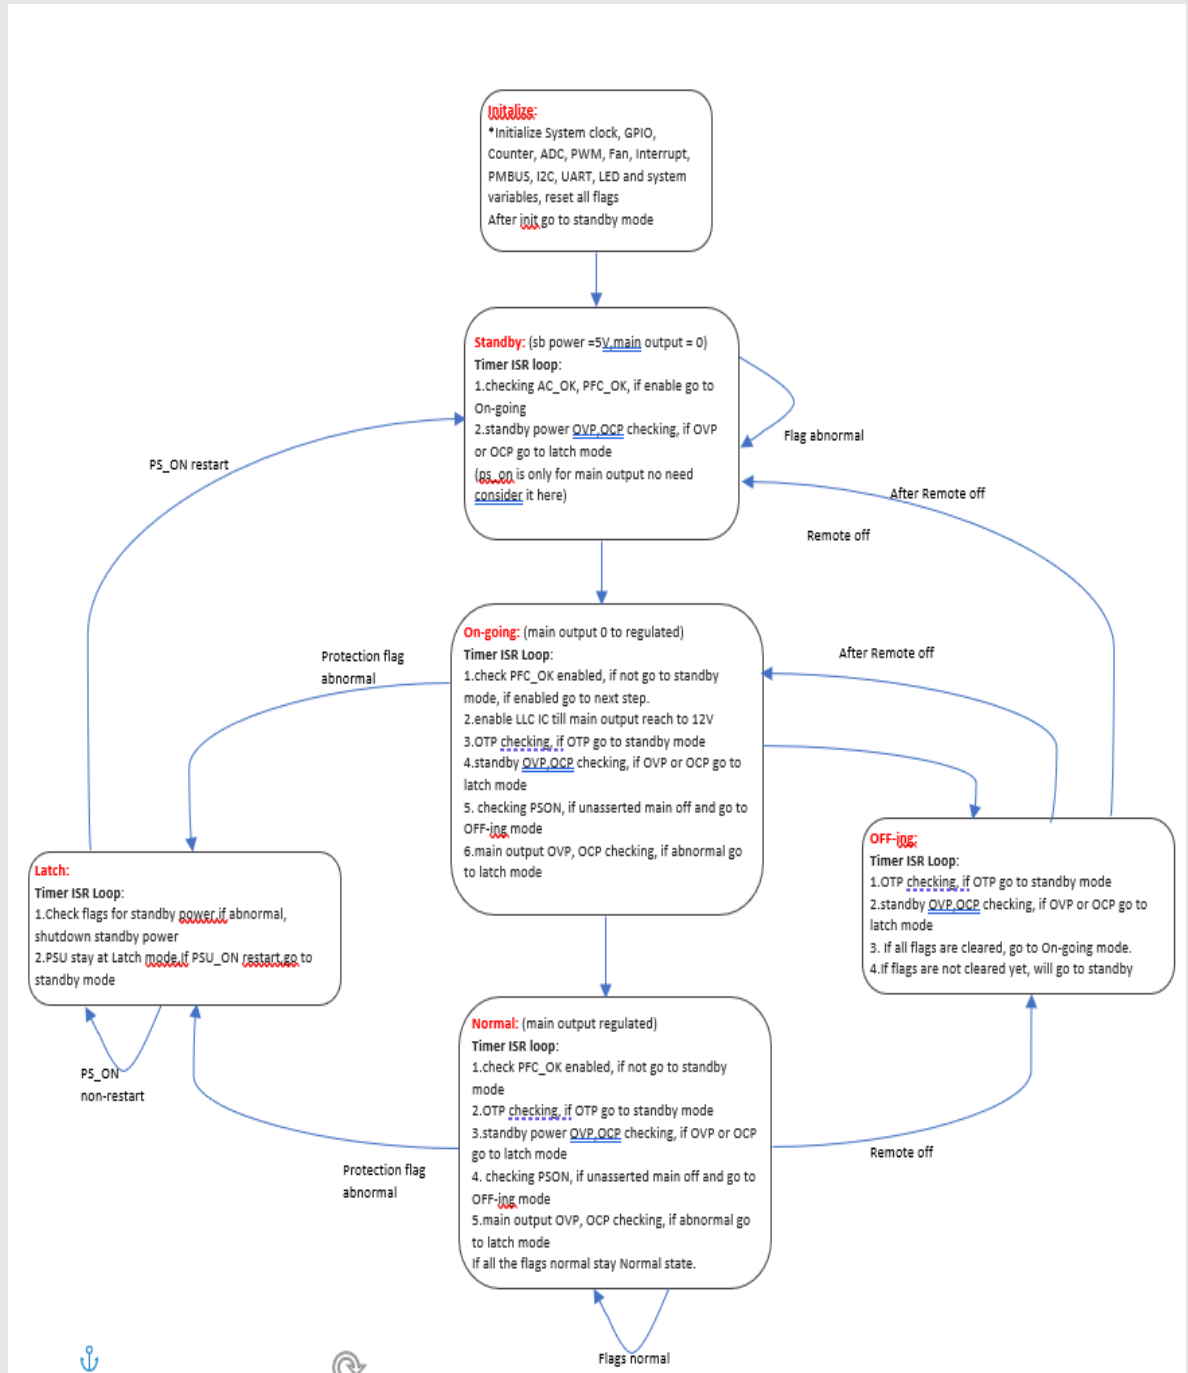 Initalize:
*Initialize System clock, GPIO,
Counter, ADC, PWM, Fan, Interrupt,
PMBUS, I2C, UART, LED and system
variables, reset all flags
After init go to standby mode
Standby: (sb power =5V,main output = 0)
Timer ISR loop:
1.checking AC_OK, PFC_OK, if enable go to
On-going
2.standby power OVP,OCP checking, if OVP
or OCP go to latch mode
(ps_on is only for main output no need
consider it here)
Flag abnormal
PS_ON restart
After Remote off
Remote off
On-going: (main output 0 to regulated)
Timer ISR Loop:
1.check PFC_OK enabled, if not go to standby
mode, if enabled go to next step.
2.enable LLC IC till main output reach to 12V
3.OTP checking, if OTP go to standby mode
4.standby OVP,OCP checking, if OVP or OCP go to
latch mode
5. checking PSON, if unasserted main off and go to
OFF-ing mode
6.main output OVP, OCP checking, if abnormal go
to latch mode
Protection flag
abnormal
After Remote off
Latch:
Timer ISR Loop:
1.Check flags for standby power,if abnormal,
shutdown standby power
2.PSU stay at Latch mode,If PSU_ON restart,go to
standby mode
OFF-ing:
Timer ISR Loop:
1.OTP checking, if OTP go to standby mode
2.standby OVP,OCP checking, if OVP or OCP go to
latch mode
3. If all flags are cleared, go to On-going mode.
4.If flags are not cleared yet, will go to standby
PS_ON
non-restart
Normal: (main output regulated)
Timer ISR loop:
1.check PFC_OK enabled, if not go to standby
mode
2.OTP checking, if OTP go to standby mode
3.standby power OVP,OCP checking, if OVP or OCP
go to latch mode
4. checking PSON, if unasserted main off and go to
OFF-ing mode
5.main output OVP, OCP checking, if abnormal go
to latch mode
If all the flags normal stay Normal state.
Protection flag
abnormal
Remote off
Flags normal